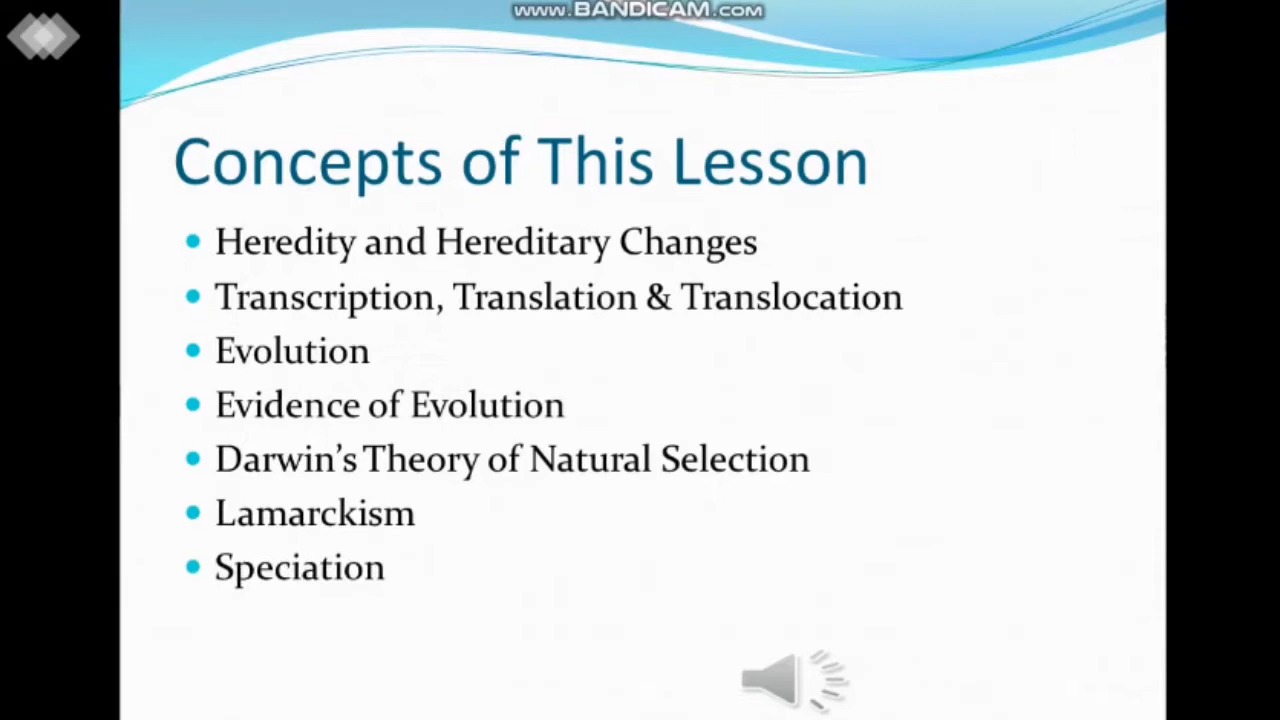 www.BANDICAM.com
Concepts of This Lesson
Heredity and Hereditary Changes
Transcription, Translation & Translocation
Evolution
Evidence of Evolution
Darwin’s Theory of Natural Selection
Lamarckism
Speciation